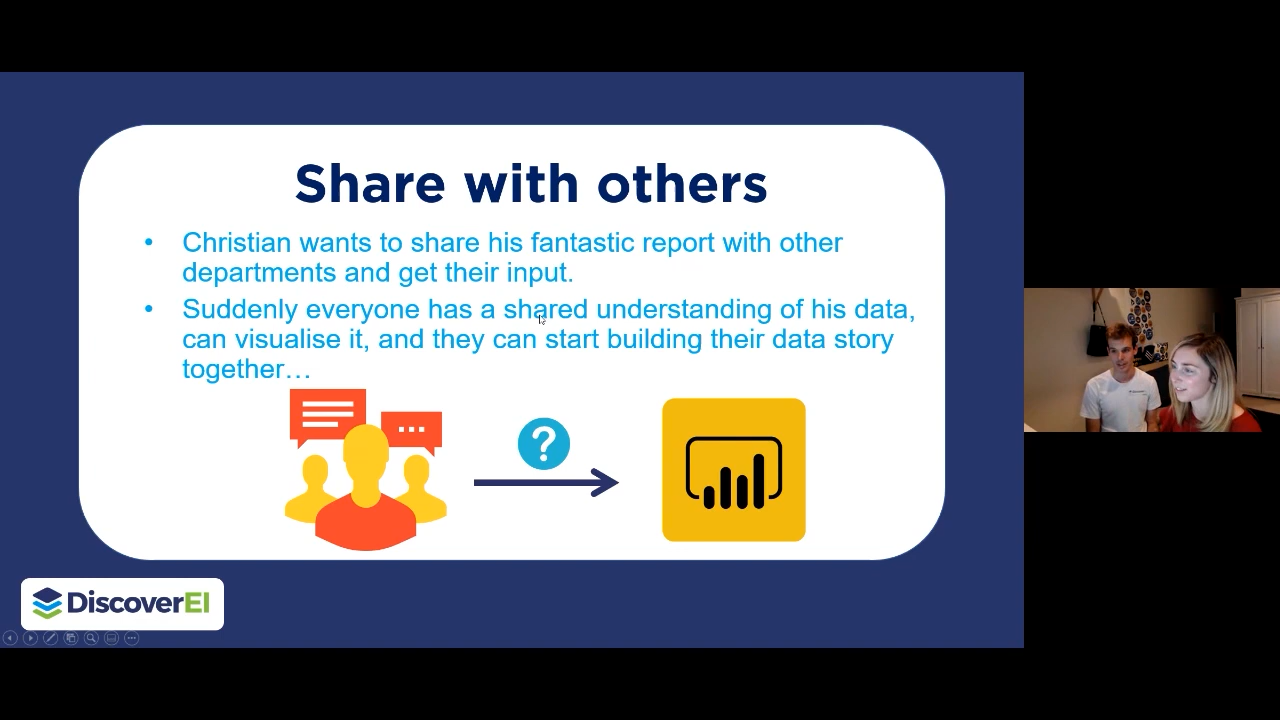 Share with others
• Christian wants to share his fantastic report with other
departments and get their input.
• Suddenly everyone has a shared understanding of his data,
can visualise it, and they can start building their data story
together…
?
DiscoverEI